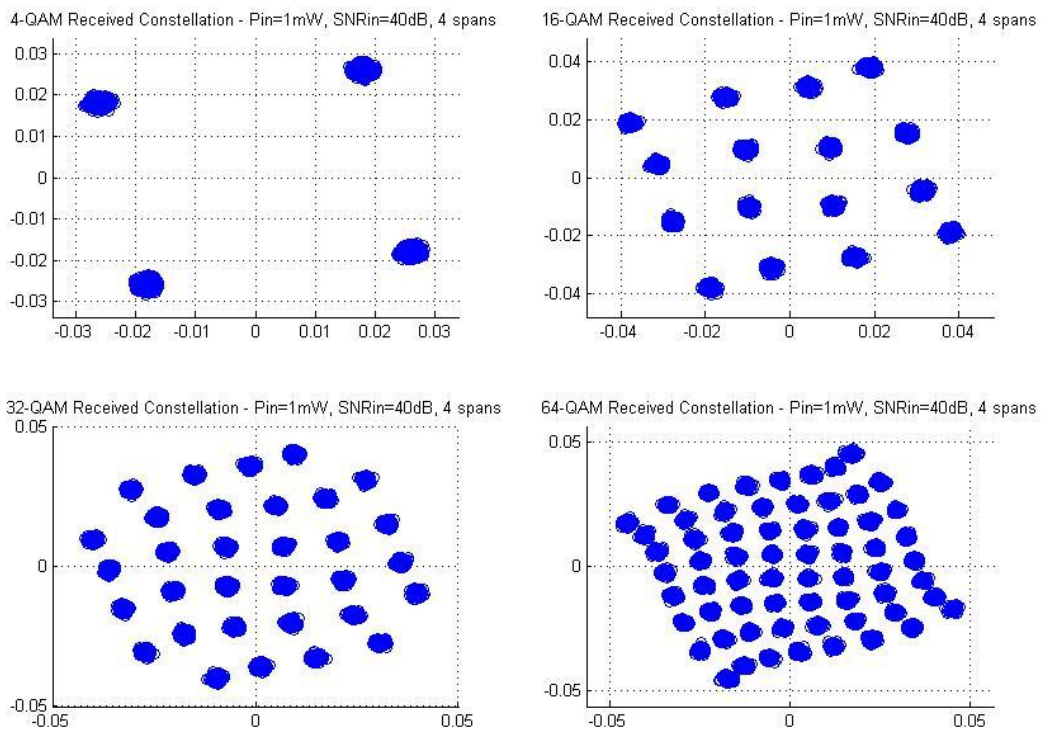 4-QAM Received Constellation - Pin=1mW, SNRin=40dB, 4 spans
0.03
0.02
0.01
0
-0.01
-0.02
-0.03
-0.03 -0.02 -0.01 0 0.01 0.02 0.03
16-QAM Received Constellation - Pin=1mW, SNRin=40dB, 4 spans
0.04
0.02
0
-0.02
-0.04
-0.04 -0.02 0 0.02 0.04
32-QAM Received Constellation - Pin=1mW, SNRin=40dB, 4 spans
0.05
0
-0.05
-0.05 0 0.05
64-QAM Received Constellation - Pin=1mW, SNRin=40dB, 4 spans
0.05
0
-0.05
-0.05 0 0.05